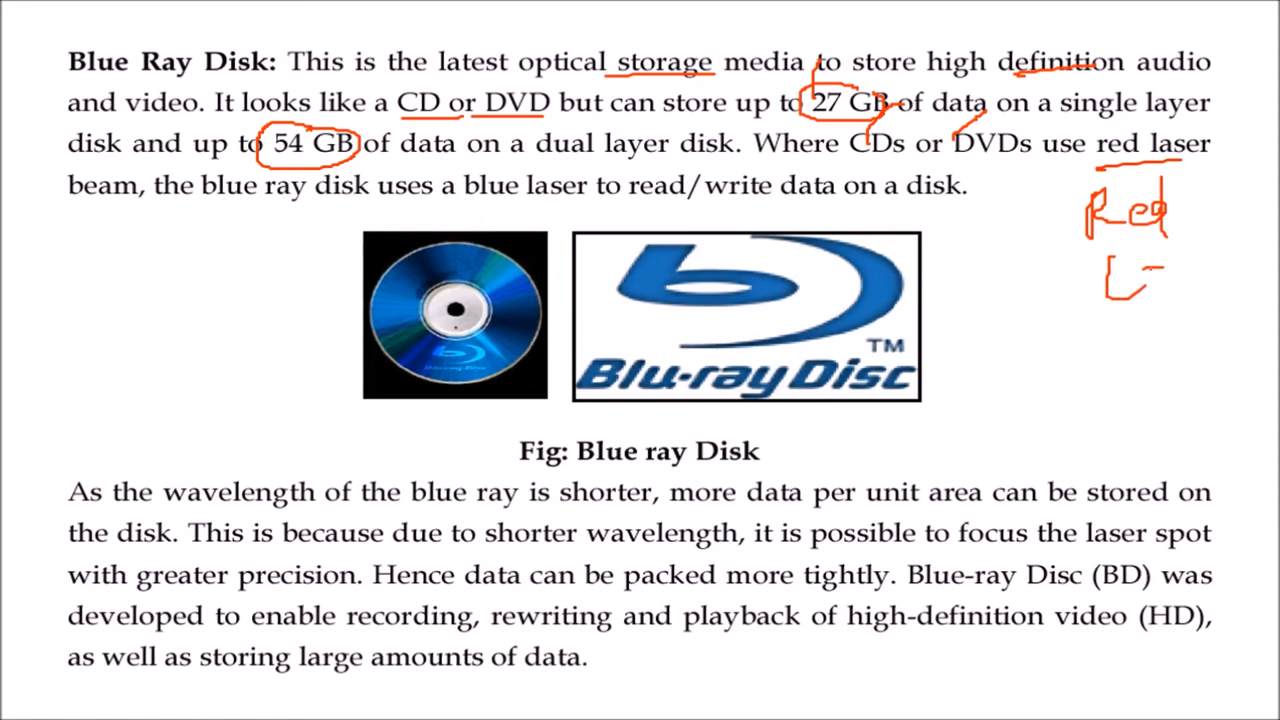 Blue Ray Disk: This is the latest optical storage media to store high definition audio
and video. It looks like a CD or DVD but can store up to 27 GB of data on a single layer
disk and up to 54 GB of data on a dual layer disk. Where CDs or DVDs use red laser
beam, the blue ray disk uses a blue laser to read/write data on a disk.
Red
L
Blu-ray Disc
TM
Blu-ray Disc
Fig: Blue ray Disk
As the wavelength of the blue ray is shorter, more data per unit area can be stored on
the disk. This is because due to shorter wavelength, it is possible to focus the laser spot
with greater precision. Hence data can be packed more tightly. Blue-ray Disc (BD) was
developed to enable recording, rewriting and playback of high-definition video (HD),
as well as storing large amounts of data.